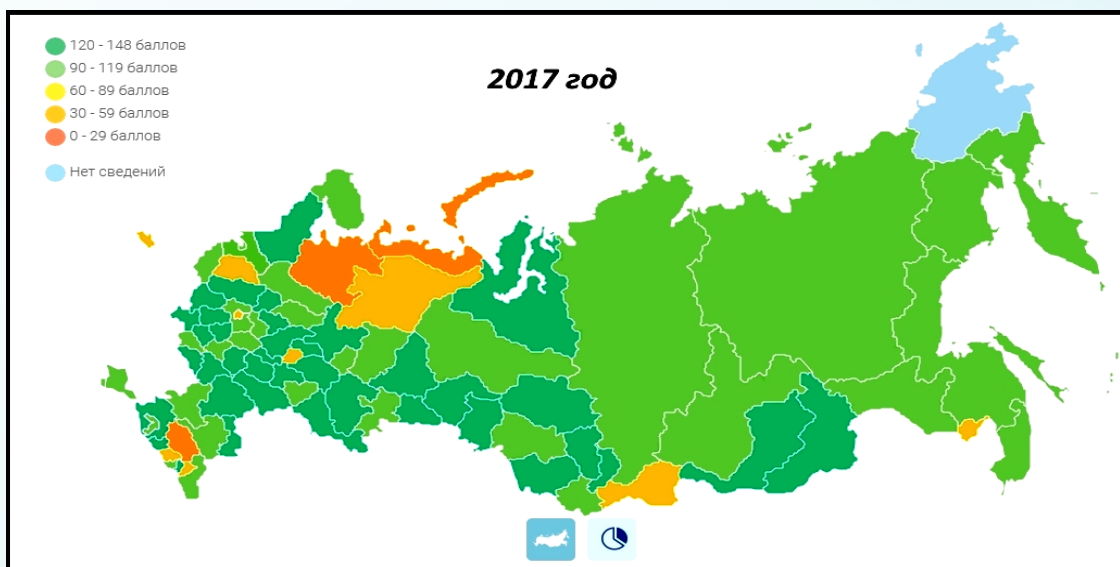 120 - 148 баллов
90 - 119 баллов
60 - 89 баллов
30 - 59 баллов
0 - 29 баллов
Нет сведений
2017 год